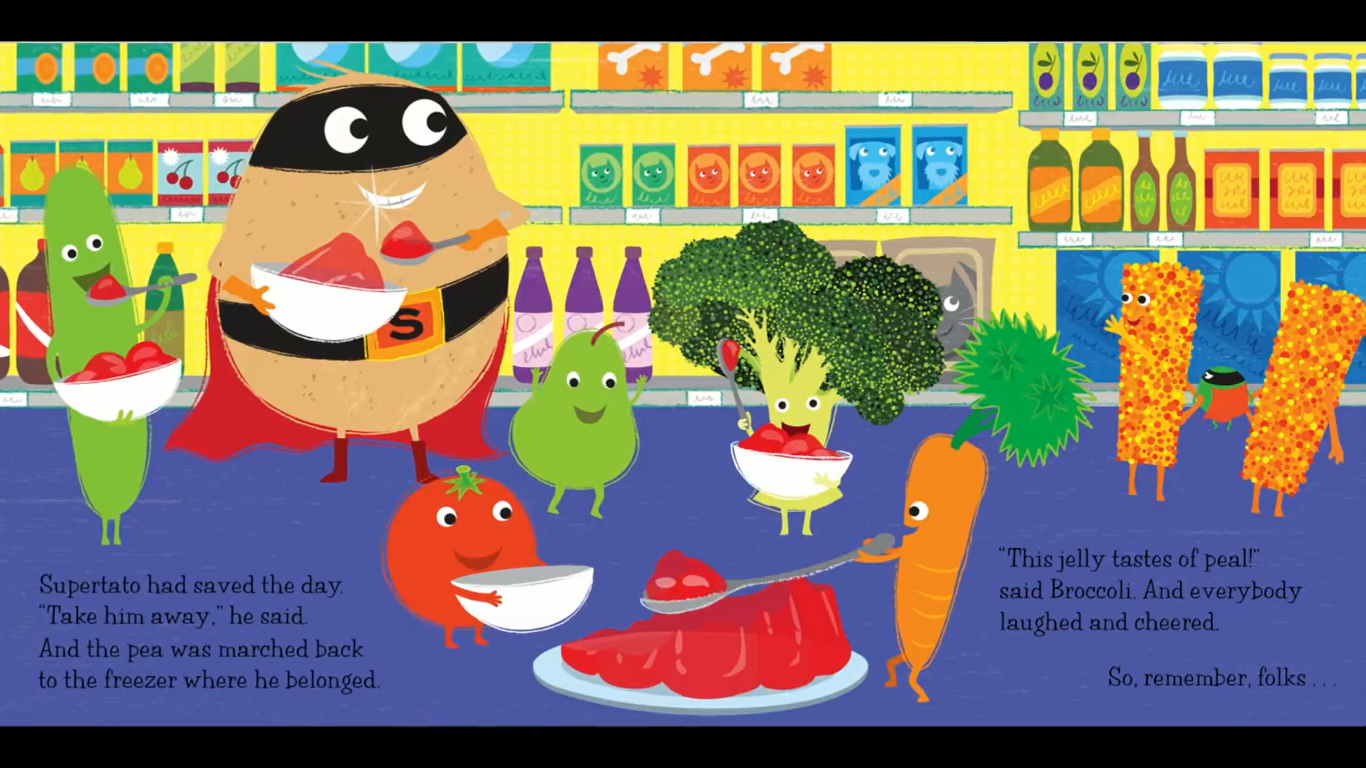 S
Supertato had saved the day.
“Take him away,” he said.
And the pea was marched back
to the freezer where he belonged.
“This jelly tastes of peal!”
said Broccoli. And everybody
laughed and cheered.
So, remember, folks . . .